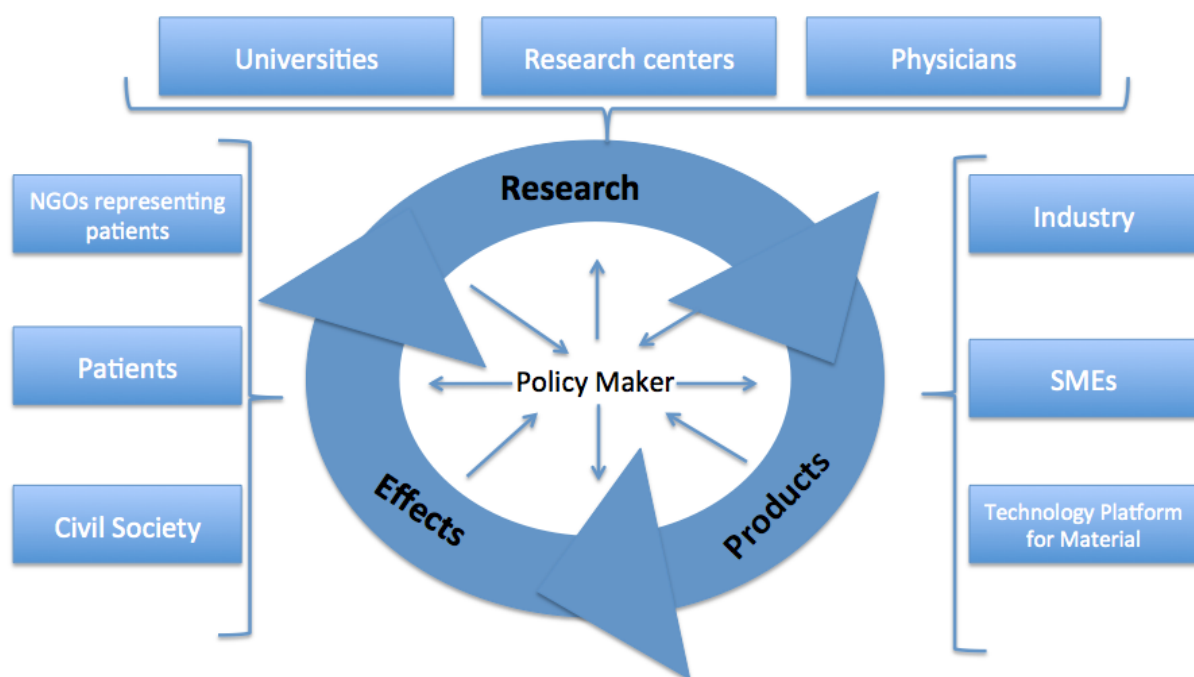 Universities
Research centers
Physicians
Research
NGOs representing
patients
Industry
Patients
Policy Maker
SMEs
Effects
Products
Civil Society
Technology Platform
for Material